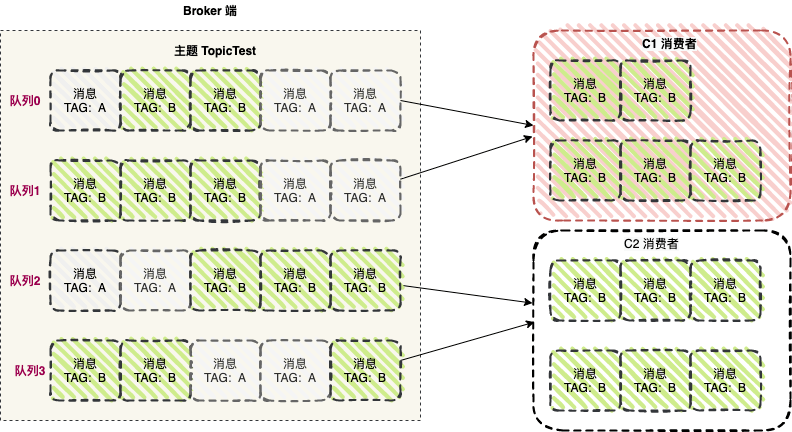 Broker 端
主题 TopicTest
队列0
消息 消息 消息 消息 消息
TAG: A TAG: B TAG: B TAG: A TAG: A
队列1
消息 消息 消息 消息 消息
TAG: B TAG: B TAG: B TAG: A TAG: A
队列2
消息 消息 消息 消息 消息
TAG: A TAG: A TAG: B TAG: B TAG: B
队列3
消息 消息 消息 消息 消息
TAG: B TAG: B TAG: A TAG: A TAG: B
C1 消费者
消息 消息
TAG: B TAG: B
消息 消息 消息
TAG: B TAG: B TAG: B
C2 消费者
消息 消息 消息
TAG: B TAG: B TAG: B
消息 消息 消息
TAG: B TAG: B TAG: B